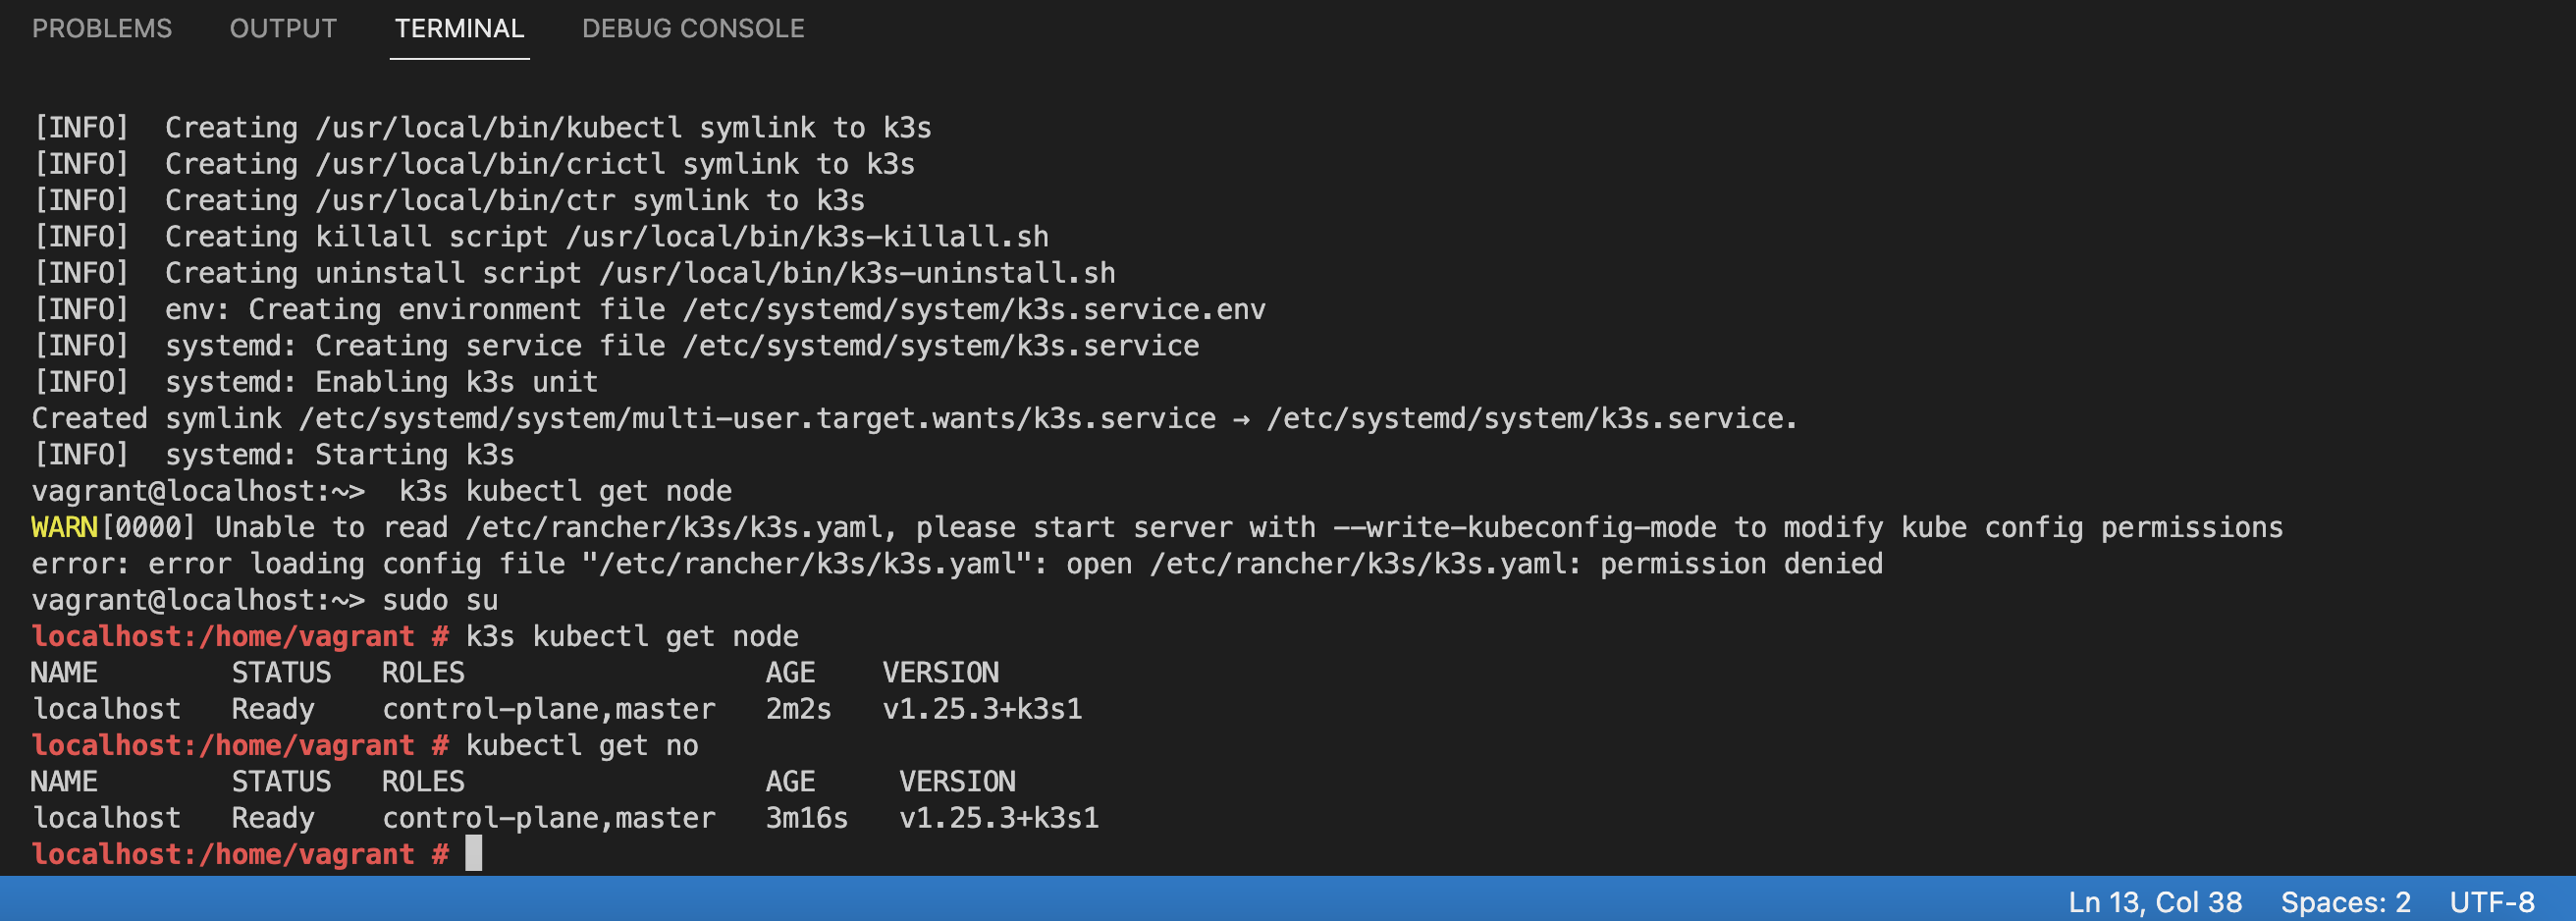 PROBLEMS OUTPUT TERMINAL DEBUG CONSOLE
[INFO]  Creating /usr/local/bin/kubectl symlink to k3s
[INFO]  Creating /usr/local/bin/crictl symlink to k3s
[INFO]  Creating /usr/local/bin/ctr symlink to k3s
[INFO]  Creating killall script /usr/local/bin/k3s-killall.sh
[INFO]  Creating uninstall script /usr/local/bin/k3s-uninstall.sh
[INFO]  env: Creating environment file /etc/systemd/system/k3s.service.env
[INFO]  systemd: Creating service file /etc/systemd/system/k3s.service
[INFO]  systemd: Enabling k3s unit
Created symlink /etc/systemd/system/multi-user.target.wants/k3s.service → /etc/systemd/system/k3s.service.
[INFO]  systemd: Starting k3s
vagrant@localhost:~>  k3s kubectl get node
WARN[0000] Unable to read /etc/rancher/k3s/k3s.yaml, please start server with --write-kubeconfig-mode to modify kube config permissions
error: error loading config file "/etc/rancher/k3s/k3s.yaml": open /etc/rancher/k3s/k3s.yaml: permission denied
vagrant@localhost:~> sudo su
localhost:/home/vagrant # k3s kubectl get node
NAME        STATUS   ROLES                  AGE    VERSION
localhost   Ready    control-plane,master   2m2s   v1.25.3+k3s1
localhost:/home/vagrant # kubectl get no
NAME        STATUS   ROLES                  AGE     VERSION
localhost   Ready    control-plane,master   3m16s   v1.25.3+k3s1
localhost:/home/vagrant #
Ln 13, Col 38 Spaces: 2 UTF-8